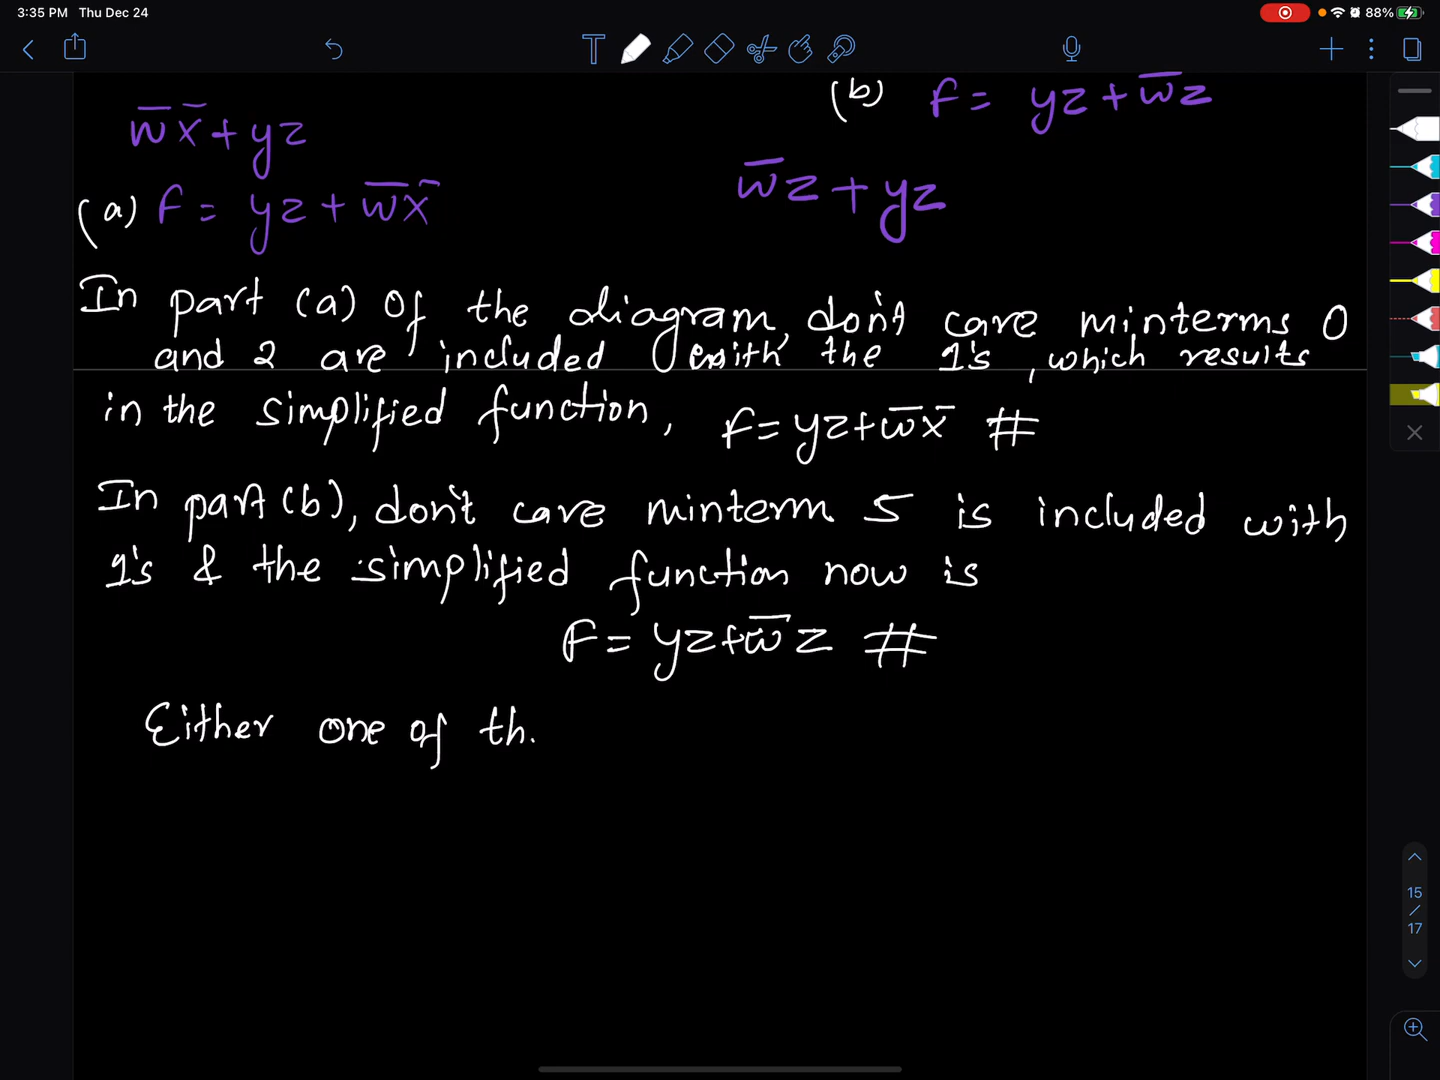 3:35 PM Thu Dec 24
88%
(b) F = yz + w̅z
w̅x̅ + yz
w̅z + yz
(a) F = yz + w̅x̅
In part (a) Of the diagram, don't care minterms 0
and 2 are included with the 1's, which results
in the simplified function, F = yz + w̅x̅ #
In part (b), don't care minterm 5 is included with
1's & the simplified function now is
F = yz + w̅z #
Either one of th.
15
/
17